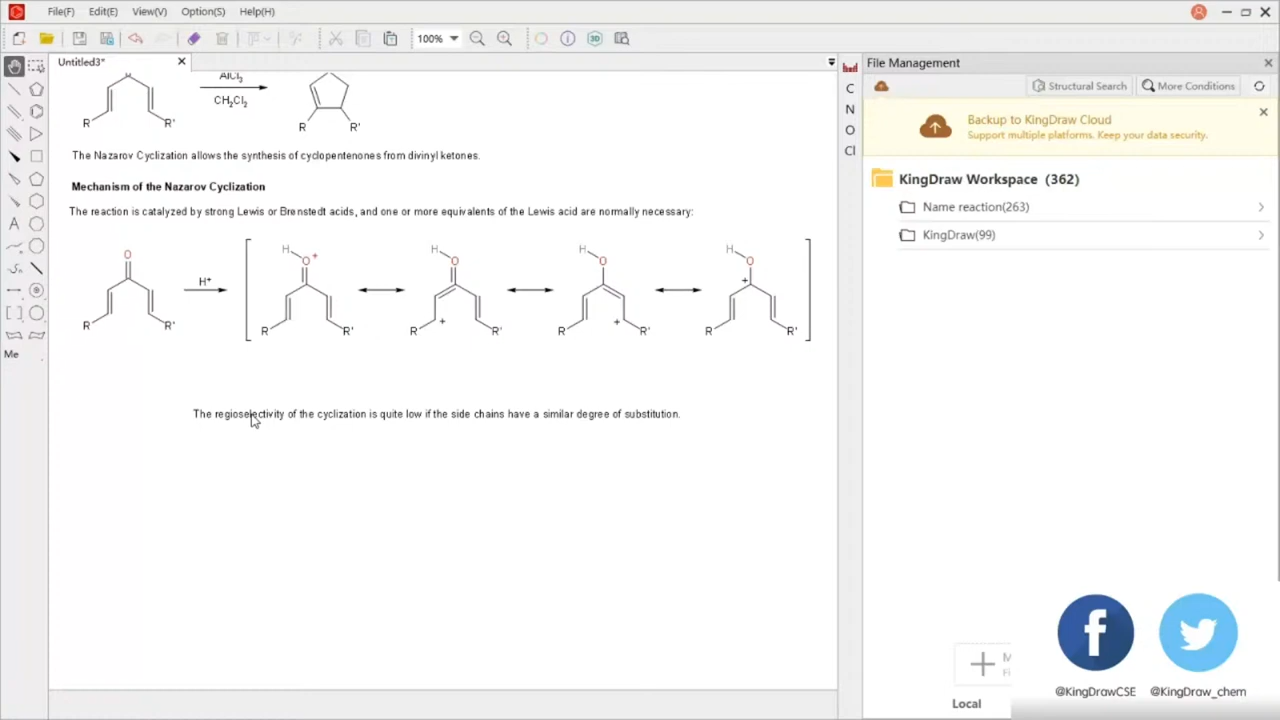 File(F) Edit(E) View(V) Option(S) Help(H)
100%
Untitled3*
AlCl3
CH2Cl2
R R'
R R'
The Nazarov Cyclization allows the synthesis of cyclopentenones from divinyl ketones.
Mechanism of the Nazarov Cyclization
The reaction is catalyzed by strong Lewis or Brønstedt acids, and one or more equivalents of the Lewis acid are normally necessary:
H H H H
O O+ O O O
H+ +
R R' R R' R + R' R + R' R R'
The regioselectivity of the cyclization is quite low if the side chains have a similar degree of substitution.
A
Me
C
N
O
Cl
File Management
Structural Search More Conditions
Backup to KingDraw Cloud
Support multiple platforms. Keep your data security.
KingDraw Workspace (362)
Name reaction(263)
KingDraw(99)
M
Fi
Local
@KingDrawCSE @KingDraw_chem
3D